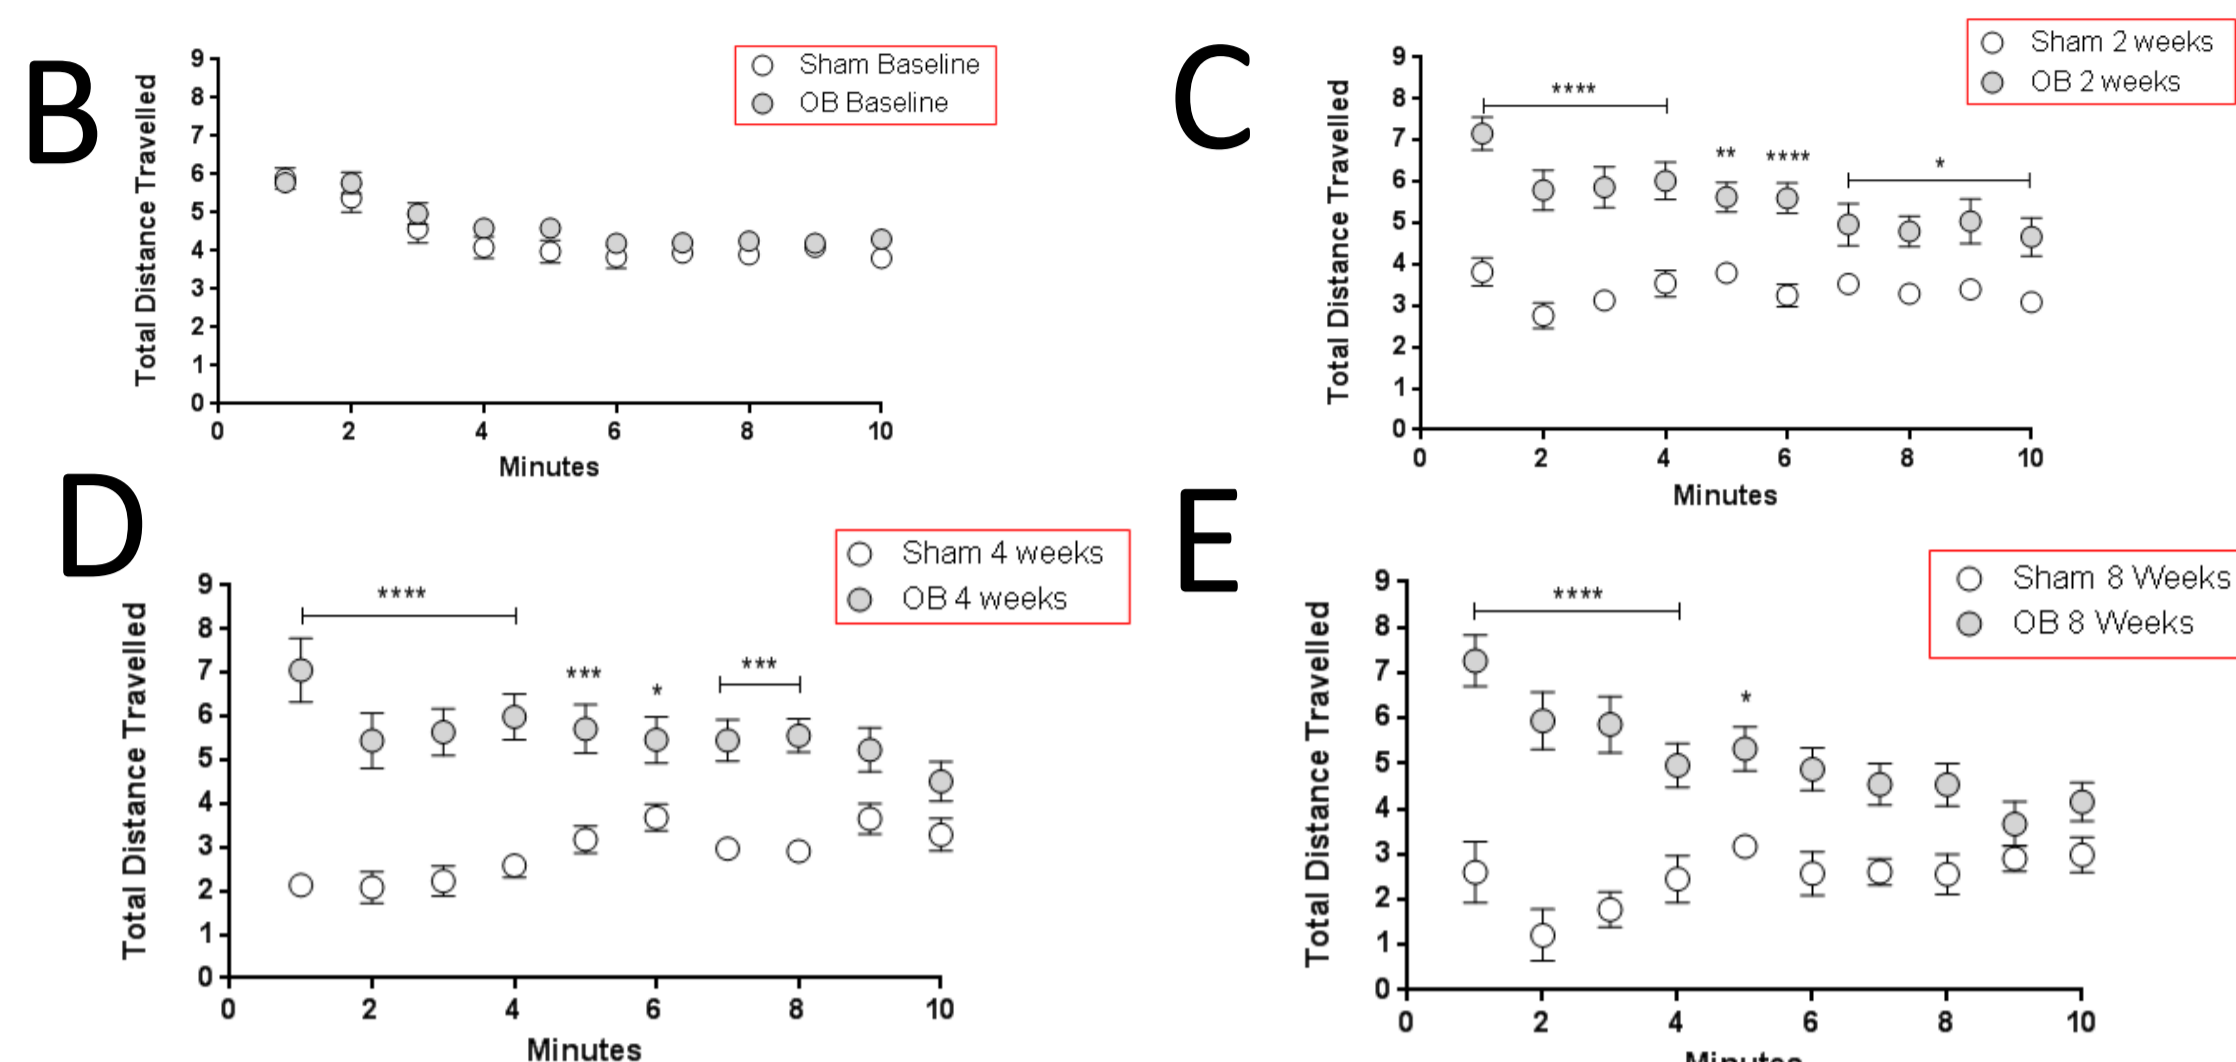 B
Sham Baseline
OB Baseline
Total Distance Travelled
9
8
7
6
5
4
3
2
1
0
0 2 4 6 8 10
Minutes
C
Sham 2 weeks
OB 2 weeks
Total Distance Travelled
9
8
7
6
5
4
3
2
1
0
**** ** **** *
0 2 4 6 8 10
Minutes
D
Sham 4 weeks
OB 4 weeks
Total Distance Travelled
9
8
7
6
5
4
3
2
1
0
**** *** * ***
0 2 4 6 8 10
Minutes
E
Sham 8 Weeks
OB 8 Weeks
Total Distance Travelled
9
8
7
6
5
4
3
2
1
0
**** *
0 2 4 6 8 10
Minutes